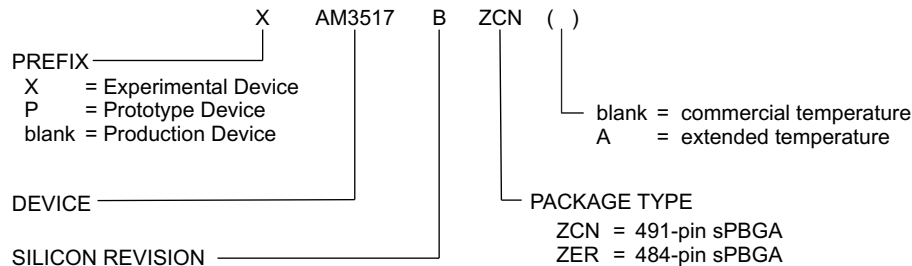 X AM3517 B ZCN ( )
PREFIX
X = Experimental Device
P = Prototype Device
blank = Production Device
blank = commercial temperature
A = extended temperature
DEVICE
PACKAGE TYPE
ZCN = 491-pin sPBGA
ZER = 484-pin sPBGA
SILICON REVISION